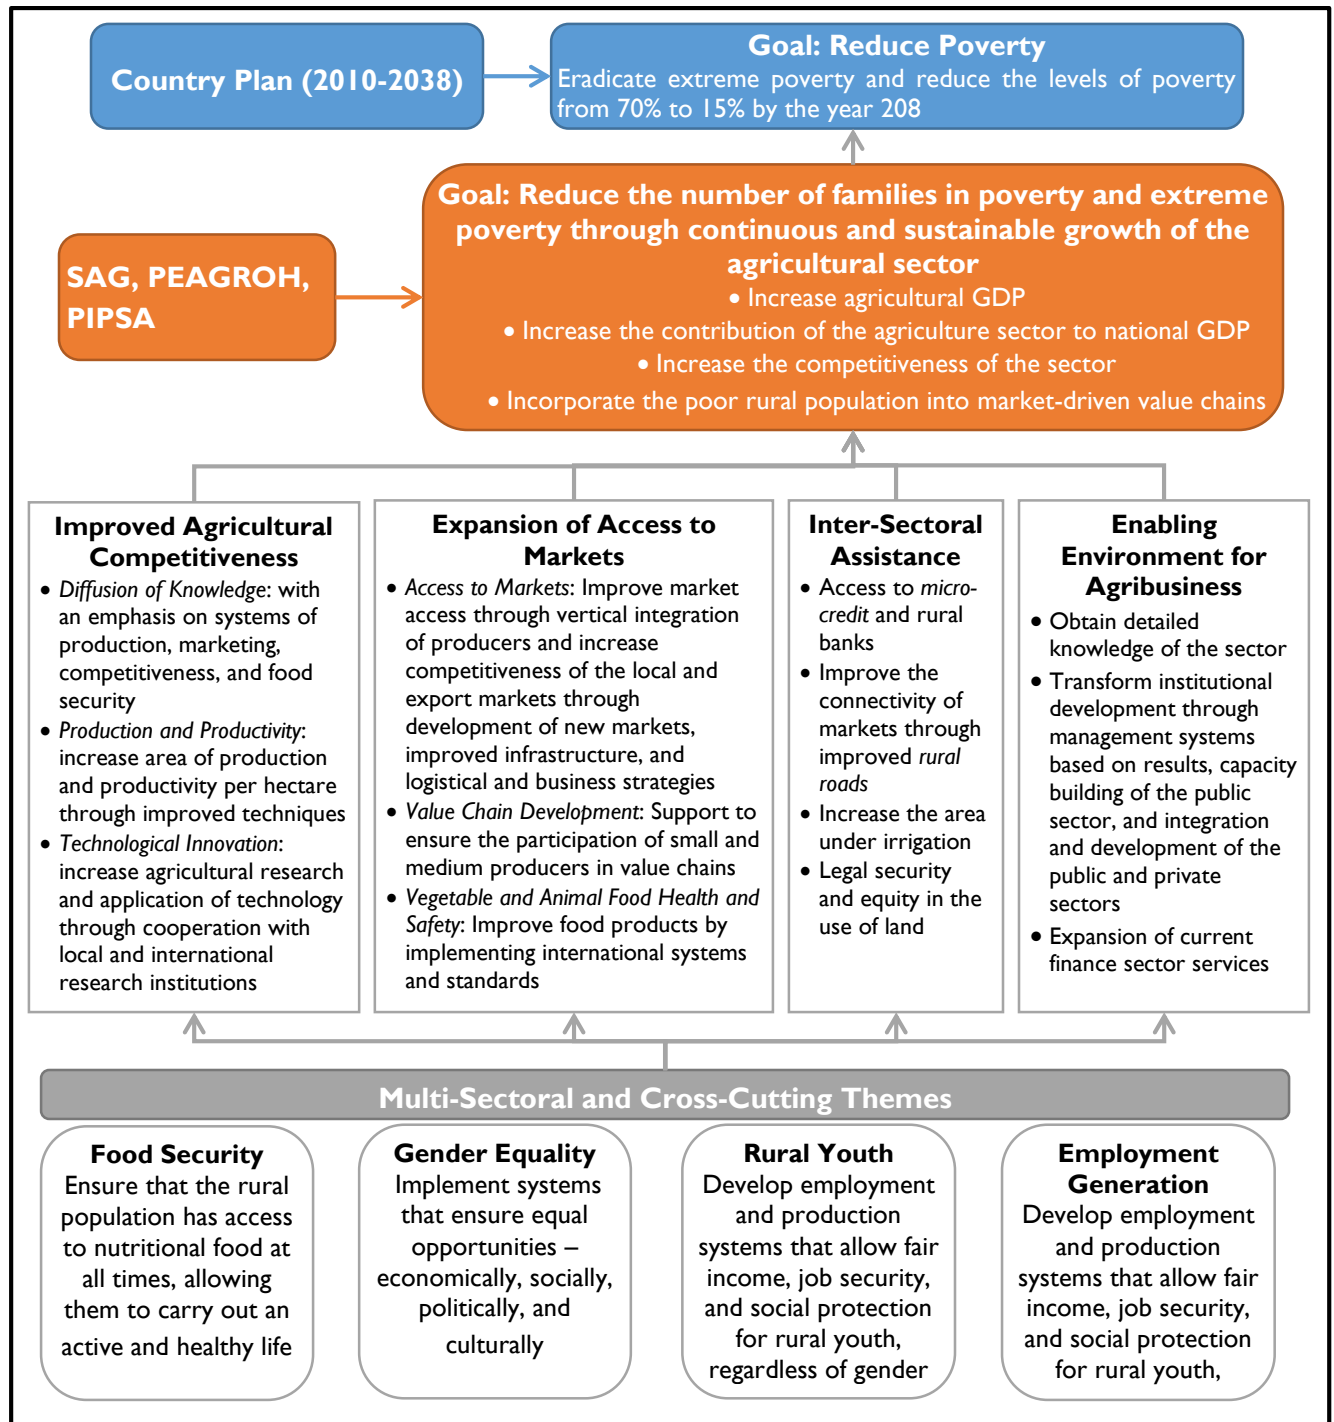 Country Plan (2010-2038)
Goal: Reduce Poverty
Eradicate extreme poverty and reduce the levels of poverty
from 70% to 15% by the year 208
SAG, PEAGROH,
PIPSA
Goal: Reduce the number of families in poverty and extreme
poverty through continuous and sustainable growth of the
agricultural sector
• Increase agricultural GDP
• Increase the contribution of the agriculture sector to national GDP
• Increase the competitiveness of the sector
• Incorporate the poor rural population into market-driven value chains
Improved Agricultural
Competitiveness
• Diffusion of Knowledge: with
an emphasis on systems of
production, marketing,
competitiveness, and food
security
• Production and Productivity:
increase area of production
and productivity per hectare
through improved techniques
• Technological Innovation:
increase agricultural research
and application of technology
through cooperation with
local and international
research institutions
Expansion of Access to
Markets
• Access to Markets: Improve market
access through vertical integration
of producers and increase
competitiveness of the local and
export markets through
development of new markets,
improved infrastructure, and
logistical and business strategies
• Value Chain Development: Support to
ensure the participation of small and
medium producers in value chains
• Vegetable and Animal Food Health and
Safety: Improve food products by
implementing international systems
and standards
Inter-Sectoral
Assistance
• Access to micro-
credit and rural
banks
• Improve the
connectivity of
markets through
improved rural
roads
• Increase the area
under irrigation
• Legal security
and equity in the
use of land
Enabling
Environment for
Agribusiness
• Obtain detailed
knowledge of the sector
• Transform institutional
development through
management systems
based on results, capacity
building of the public
sector, and integration
and development of the
public and private
sectors
• Expansion of current
finance sector services
Multi-Sectoral and Cross-Cutting Themes
Food Security
Ensure that the rural
population has access
to nutritional food at
all times, allowing
them to carry out an
active and healthy life
Gender Equality
Implement systems
that ensure equal
opportunities –
economically, socially,
politically, and
culturally
Rural Youth
Develop employment
and production
systems that allow fair
income, job security,
and social protection
for rural youth,
regardless of gender
Employment
Generation
Develop employment
and production
systems that allow fair
income, job security,
and social protection
for rural youth,